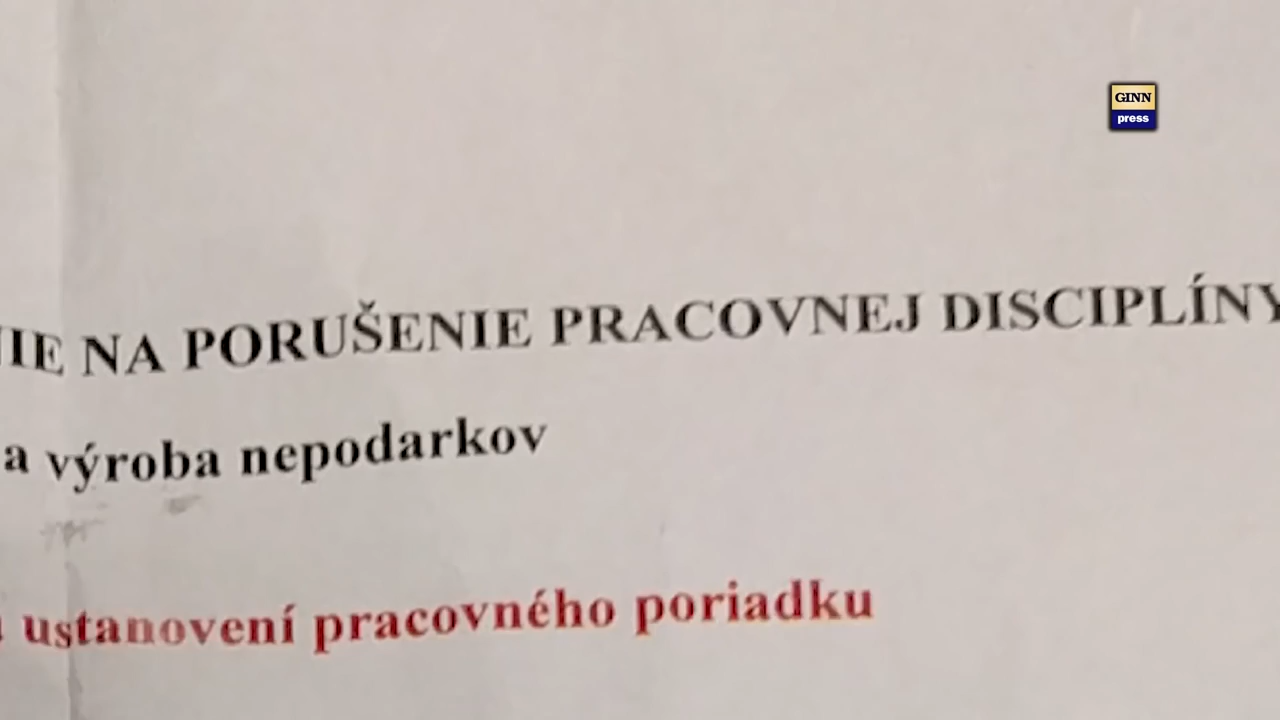 GINN
press
NA PORUŠENIE PRACOVNEJ DISCIPLÍNY
a výroba nepodarkov
ustanovení pracovného poriadku